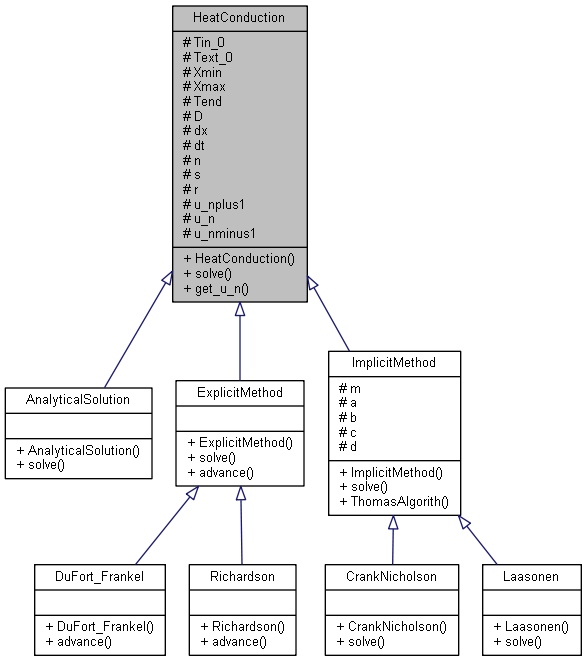 HeatConduction
# Tin_0
# Text_0
# Xmin
# Xmax
# Tend
# D
# dx
# dt
# n
# s
# r
# u_nplus1
# u_n
# u_nminus1
+ HeatConduction()
+ solve()
+ get_u_n()
AnalyticalSolution
+ AnalyticalSolution()
+ solve()
ExplicitMethod
+ ExplicitMethod()
+ solve()
+ advance()
ImplicitMethod
# m
# a
# b
# c
# d
+ ImplicitMethod()
+ solve()
+ ThomasAlgorith()
DuFort_Frankel
+ DuFort_Frankel()
+ advance()
Richardson
+ Richardson()
+ advance()
CrankNicholson
+ CrankNicholson()
+ solve()
Laasonen
+ Laasonen()
+ solve()